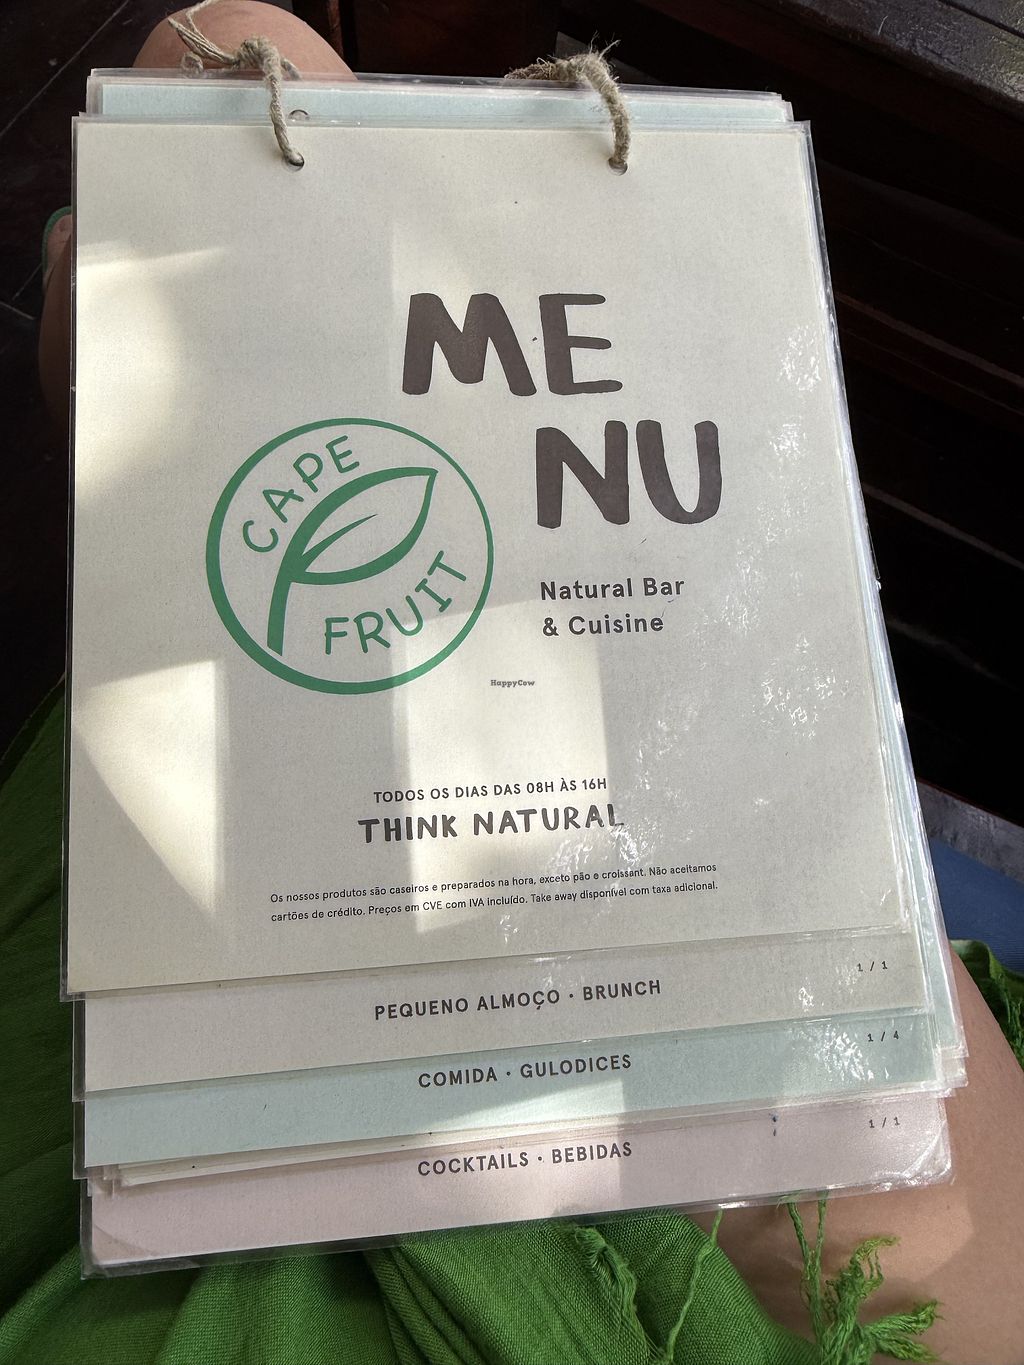 ME
NU
CAPE
FRUIT
Natural Bar
& Cuisine
HappyCow
TODOS OS DIAS DAS 08H ÀS 16H
THINK NATURAL
Os nossos produtos são caseiros e preparados na hora, exceto pão e croissant. Não aceitamos
cartões de crédito. Preços em CVE com IVA incluído. Take away disponível com taxa adicional.
1 / 1
PEQUENO ALMOÇO · BRUNCH
1 / 4
COMIDA · GULODICES
1 / 1
COCKTAILS · BEBIDAS